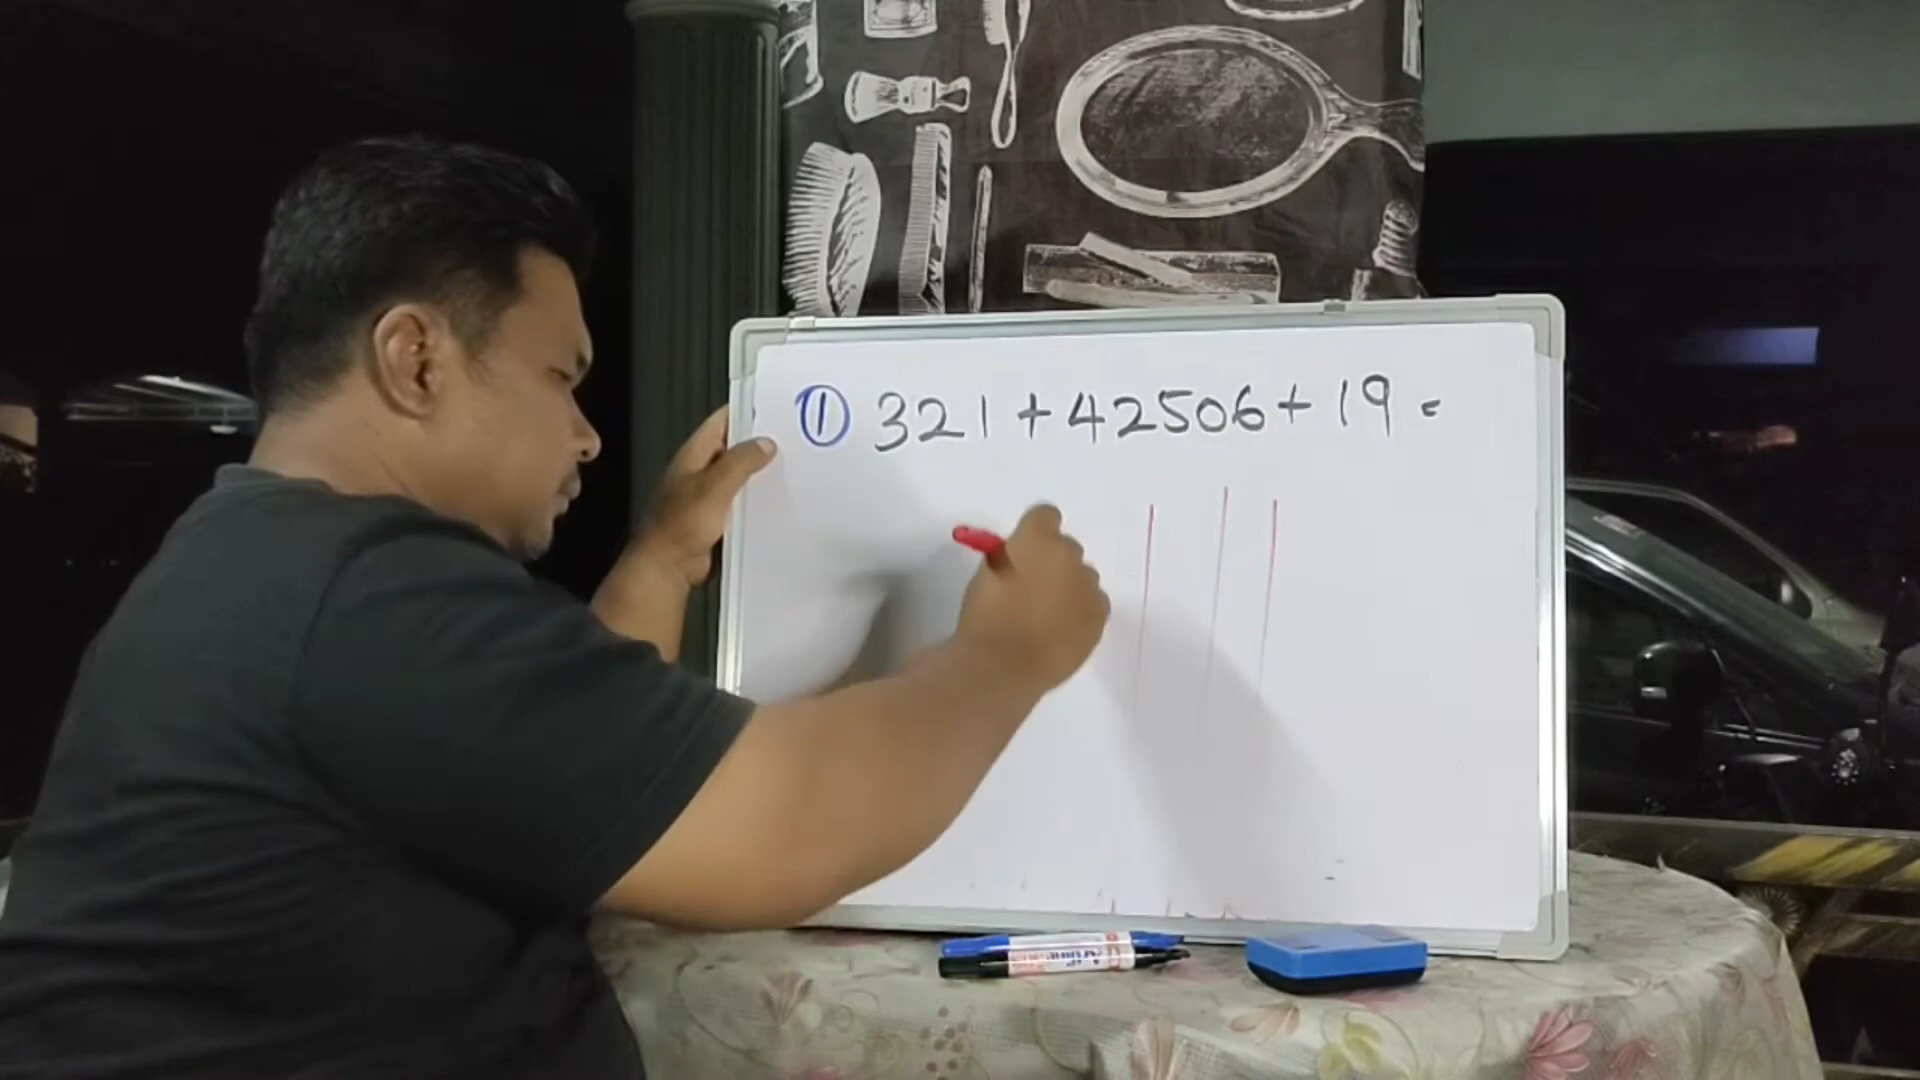 ① 321 + 42506 + 19 =